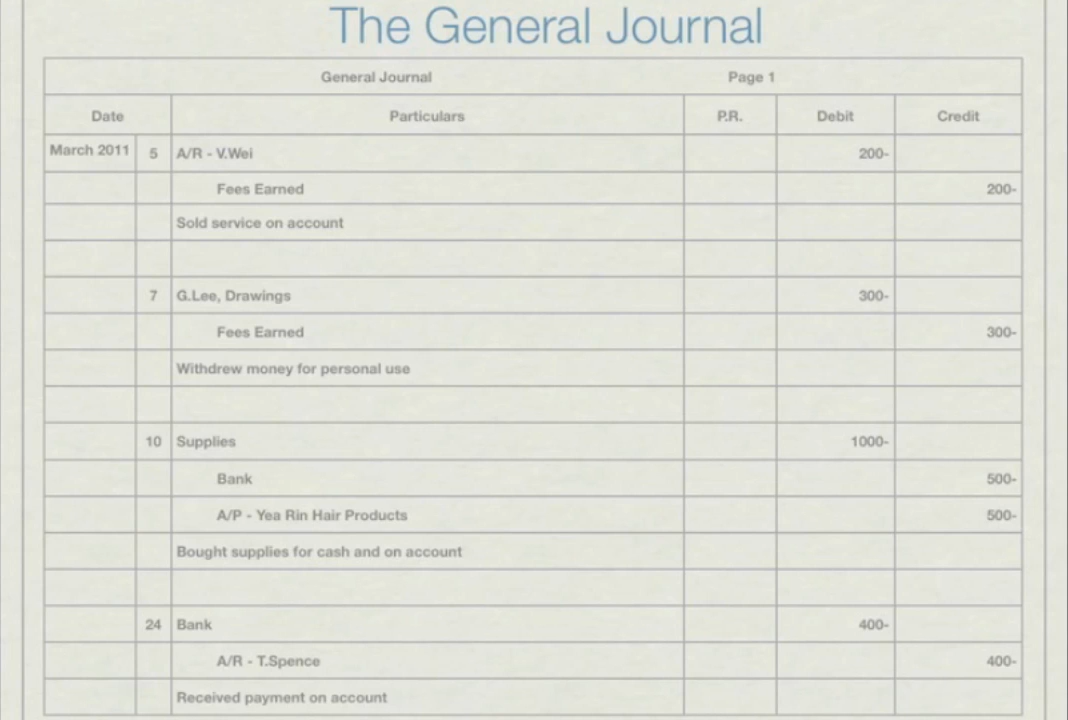 The General Journal
General Journal Page 1
Date Particulars P.R. Debit Credit
March 2011 5 A/R - V.Wei 200-
Fees Earned 200-
Sold service on account
7 G.Lee, Drawings 300-
Fees Earned 300-
Withdrew money for personal use
10 Supplies 1000-
Bank 500-
A/P - Yea Rin Hair Products 500-
Bought supplies for cash and on account
24 Bank 400-
A/R - T.Spence 400-
Received payment on account